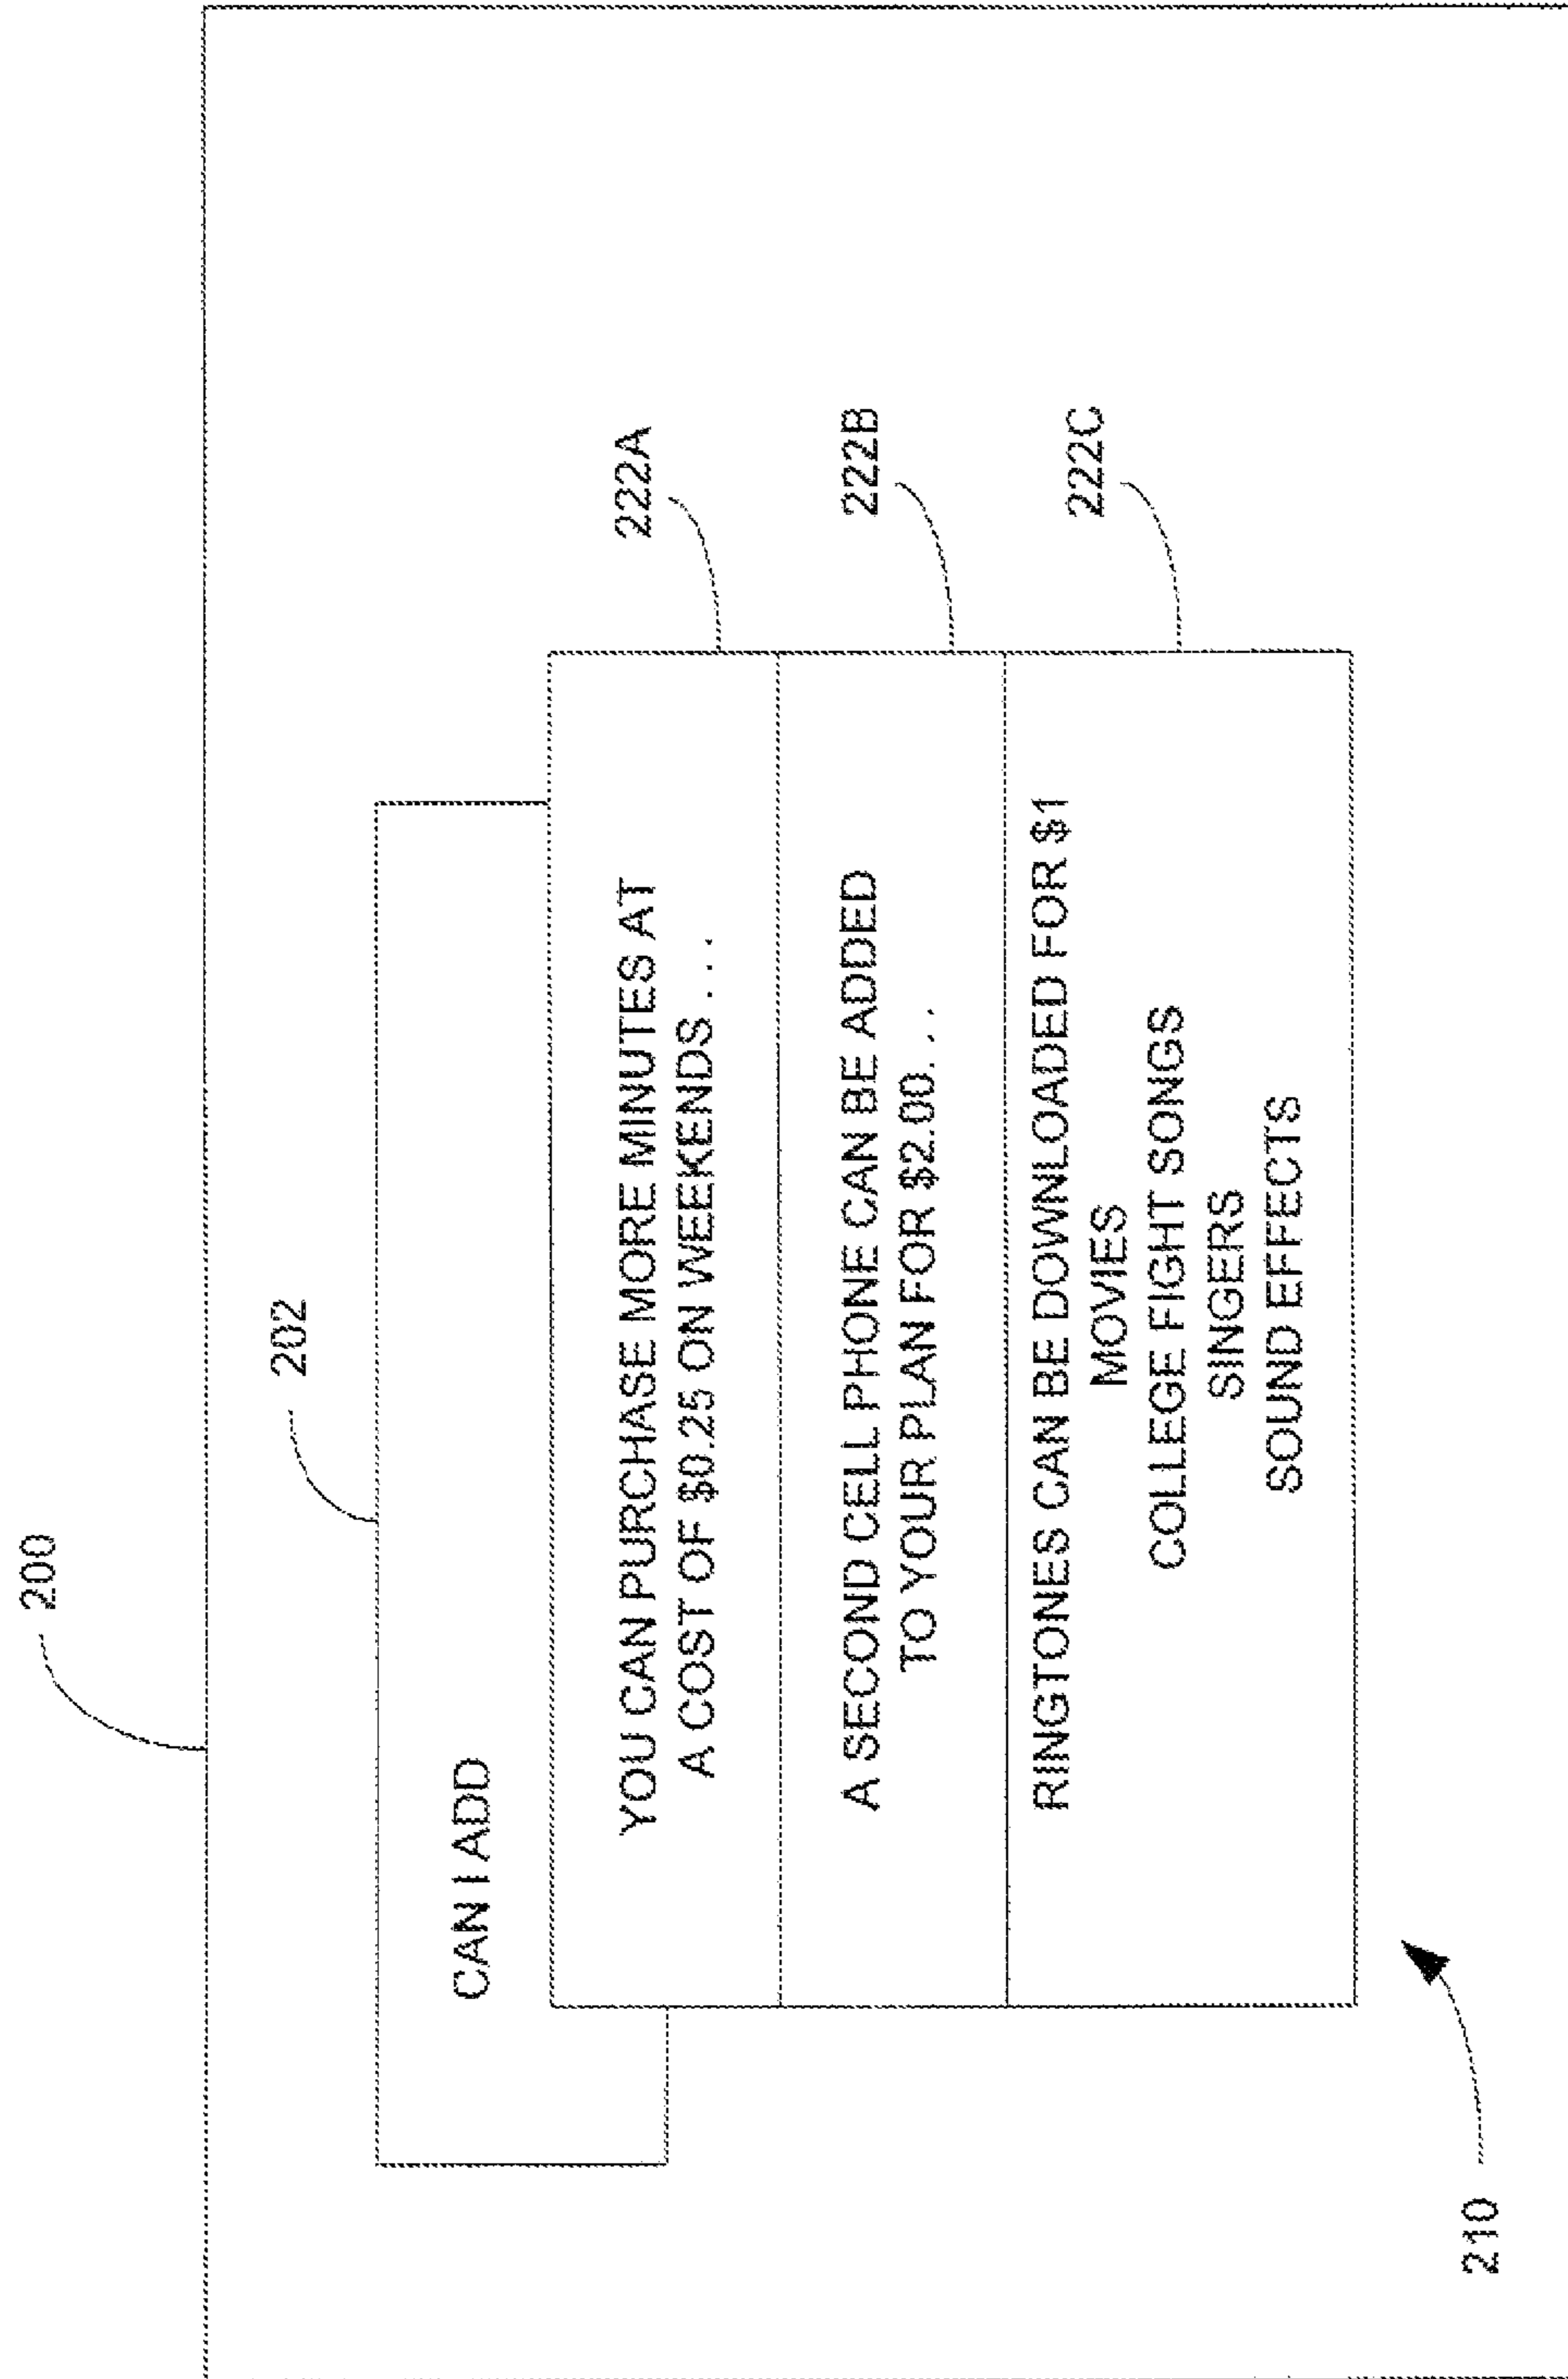 200
202
CAN I ADD
YOU CAN PURCHASE MORE MINUTES AT
A COST OF $0.25 ON WEEKENDS . . .
222A
A SECOND CELL PHONE CAN BE ADDED
TO YOUR PLAN FOR $2.00. . .
222B
RINGTONES CAN BE DOWNLOADED FOR $1
MOVIES
COLLEGE FIGHT SONGS
SINGERS
SOUND EFFECTS
222C
210